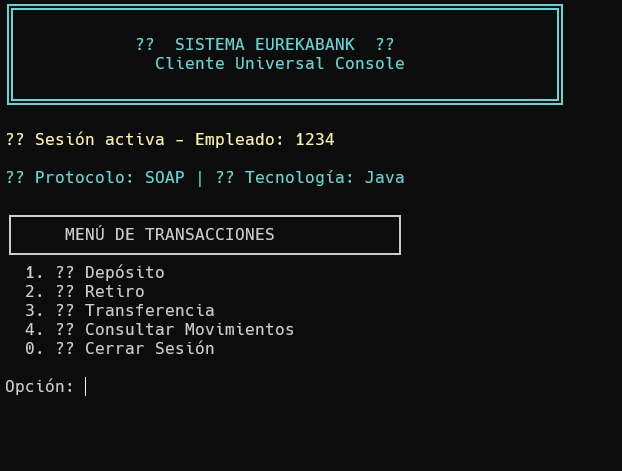 ?? SISTEMA EUREKABANK ??
Cliente Universal Console
?? Sesión activa - Empleado: 1234
?? Protocolo: SOAP | ?? Tecnología: Java
MENÚ DE TRANSACCIONES
1. ?? Depósito
2. ?? Retiro
3. ?? Transferencia
4. ?? Consultar Movimientos
0. ?? Cerrar Sesión
Opción: